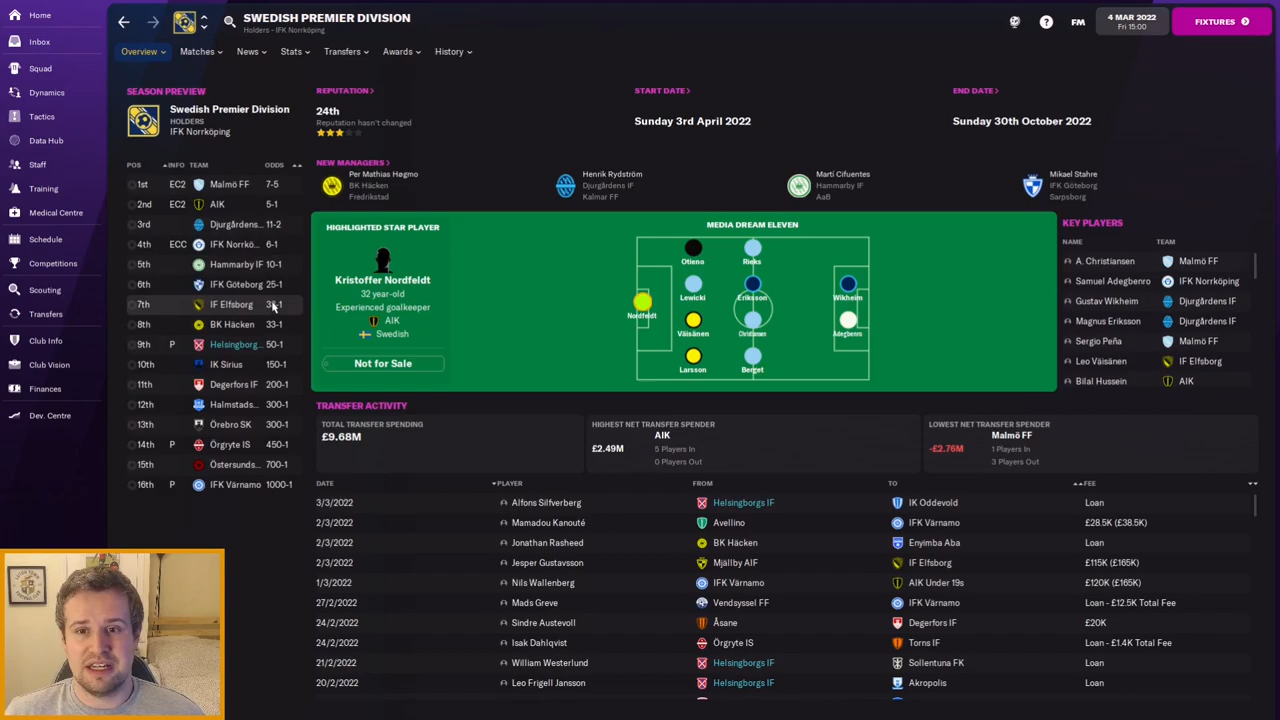 Home
Inbox
Squad
Dynamics
Tactics
Data Hub
Staff
Training
Medical Centre
Schedule
Competitions
Scouting
Transfers
Club Info
Club Vision
Finances
Dev. Centre
SWEDISH PREMIER DIVISION
Holders - IFK Norrköping
FM
4 MAR 2022
Fri 15:00
FIXTURES
Overview
Matches
News
Stats
Transfers
Awards
History
SEASON PREVIEW
Swedish Premier Division
HOLDERS
IFK Norrköping
REPUTATION
24th
Reputation hasn't changed
START DATE
Sunday 3rd April 2022
END DATE
Sunday 30th October 2022
POS INFO TEAM ODDS
1st EC2 Malmö FF 7-5
2nd EC2 AIK 5-1
3rd Djurgårdens... 11-2
4th ECC IFK Norrkö... 6-1
5th Hammarby IF 10-1
6th IFK Göteborg 25-1
7th IF Elfsborg
8th BK Häcken 33-1
9th P Helsingborg... 50-1
10th IK Sirius 150-1
11th Degerfors IF 200-1
12th Halmstads... 300-1
13th Örebro SK 300-1
14th P Örgryte IS 450-1
15th Östersunds... 700-1
16th P IFK Värnamo 1000-1
NEW MANAGERS
Per Mathias Høgmo
BK Häcken
Fredrikstad
Henrik Rydström
Djurgårdens IF
Kalmar FF
Martí Cifuentes
Hammarby IF
AaB
Mikael Stahre
IFK Göteborg
Sarpsborg
HIGHLIGHTED STAR PLAYER
Kristoffer Nordfeldt
32 year-old
Experienced goalkeeper
AIK
Swedish
Not for Sale
MEDIA DREAM ELEVEN
Otieno
Rieks
Lewicki
Eriksson
Wikheim
Nordfeldt
Väisänen
Christiansen
Adegbenro
Larsson
Berget
KEY PLAYERS
NAME TEAM
A. Christiansen Malmö FF
Samuel Adegbenro IFK Norrköping
Gustav Wikheim Djurgårdens IF
Magnus Eriksson Djurgårdens IF
Sergio Peña Malmö FF
Leo Väisänen IF Elfsborg
Bilal Hussein AIK
TRANSFER ACTIVITY
TOTAL TRANSFER SPENDING
£9.68M
HIGHEST NET TRANSFER SPENDER
£2.49M
AIK
5 Players In
0 Players Out
LOWEST NET TRANSFER SPENDER
-£2.76M
Malmö FF
1 Players In
3 Players Out
DATE PLAYER FROM TO FEE
3/3/2022 Alfons Silfverberg Helsingborgs IF IK Oddevold Loan
2/3/2022 Mamadou Kanouté Avellino IFK Värnamo £28.5K (£38.5K)
2/3/2022 Jonathan Rasheed BK Häcken Enyimba Aba Loan
2/3/2022 Jesper Gustavsson Mjällby AIF IF Elfsborg £115K (£165K)
1/3/2022 Nils Wallenberg IFK Värnamo AIK Under 19s £120K (£165K)
27/2/2022 Mads Greve Vendsyssel FF IFK Värnamo Loan - £12.5K Total Fee
24/2/2022 Sindre Austevoll Åsane Degerfors IF £20K
24/2/2022 Isak Dahlqvist Örgryte IS Torns IF Loan - £1.4K Total Fee
21/2/2022 William Westerlund Helsingborgs IF Sollentuna FK Loan
20/2/2022 Leo Frigell Jansson Helsingborgs IF Akropolis Loan